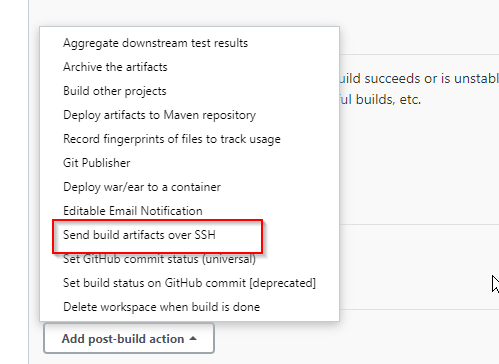 Aggregate downstream test results
Archive the artifacts
uild succeeds or is unstabl
Build other projects
ful builds, etc.
Deploy artifacts to Maven repository
Record fingerprints of files to track usage
Git Publisher
Deploy war/ear to a container
Editable Email Notification
Send build artifacts over SSH
Set GitHub commit status (universal)
Set build status on GitHub commit [deprecated]
Delete workspace when build is done
Add post-build action